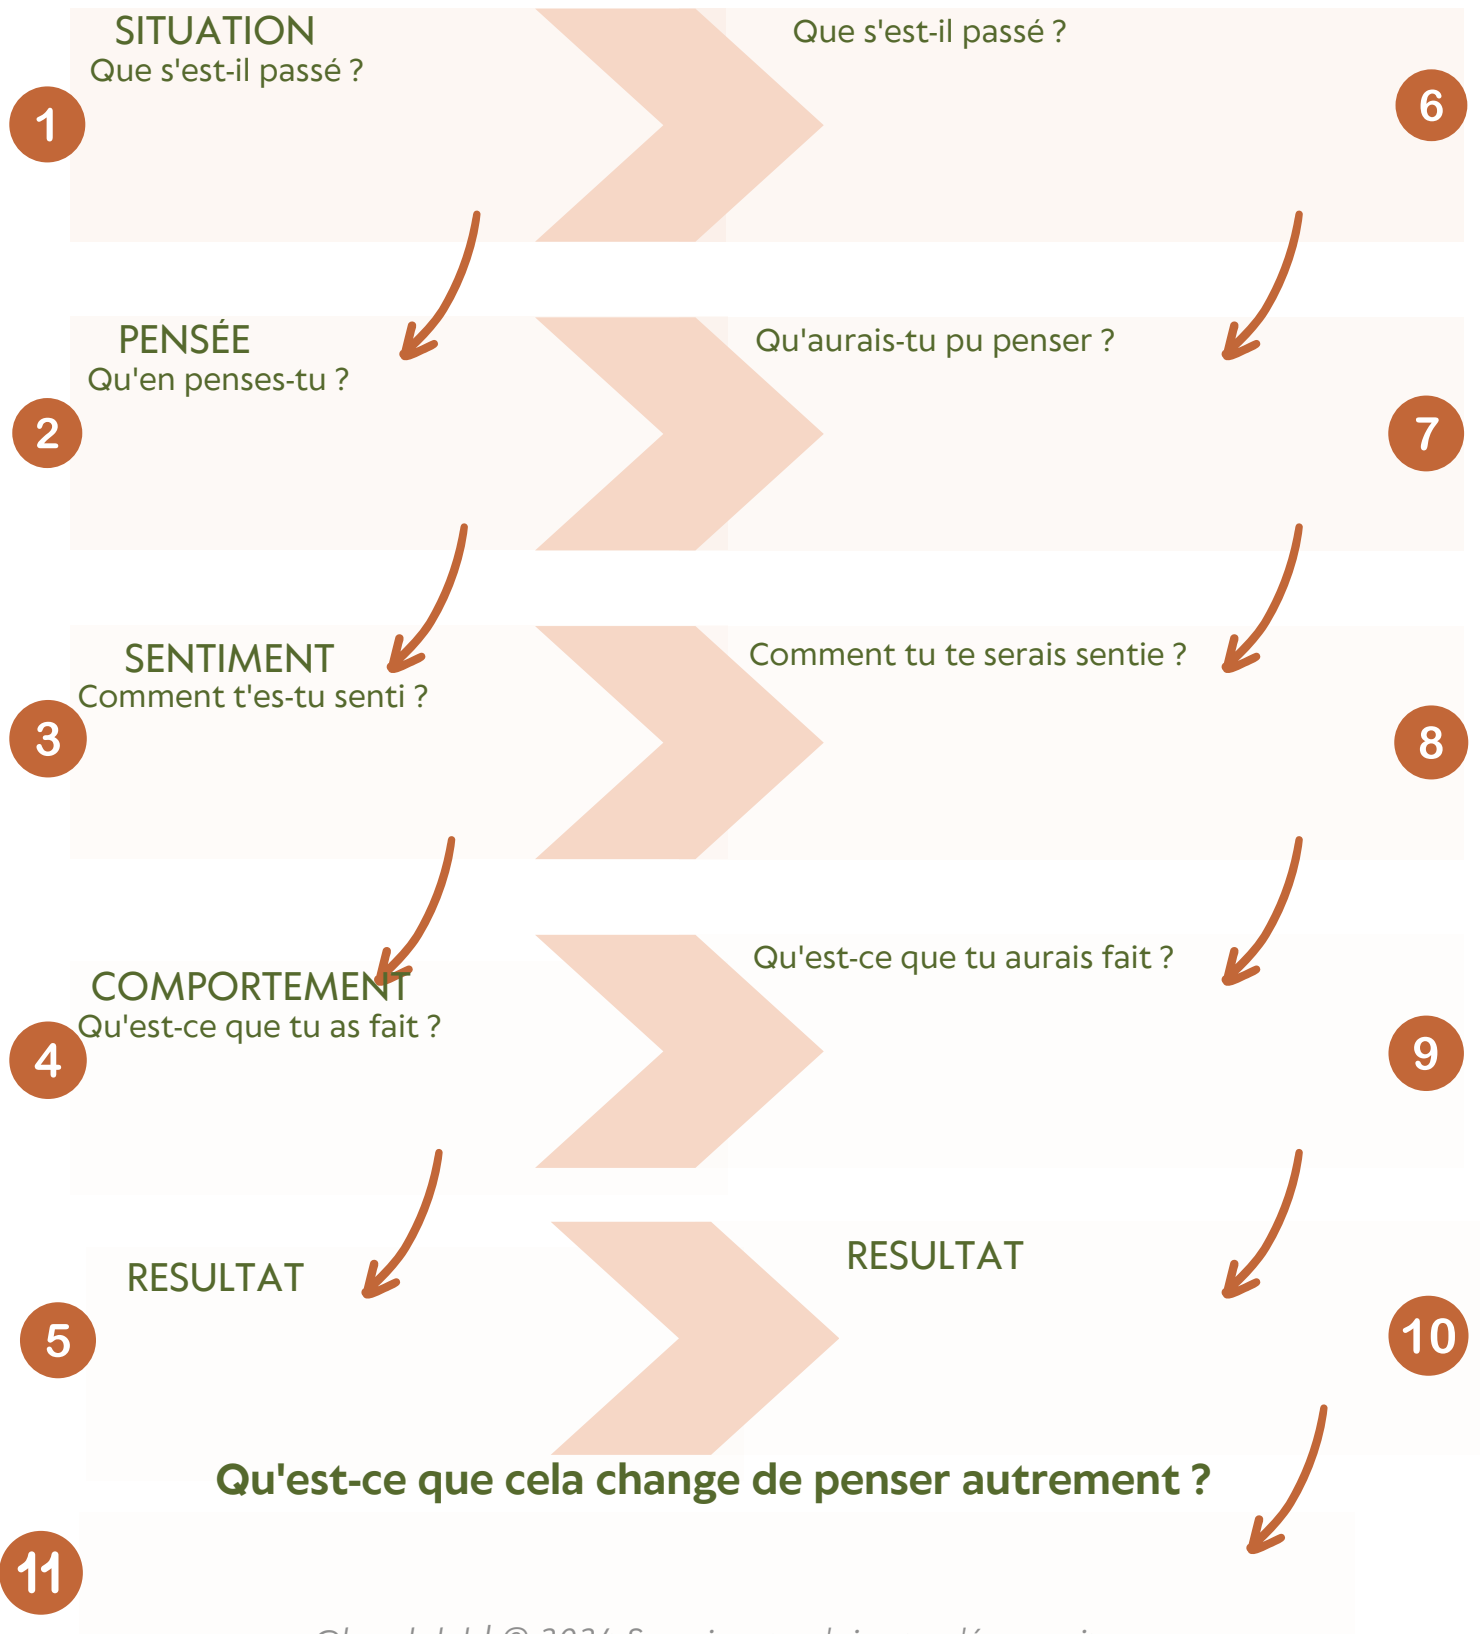 SITUATION
Que s'est-il passé ?
Que s'est-il passé ?
1
6
PENSÉE
Qu'en penses-tu ?
Qu'aurais-tu pu penser ?
2
7
SENTIMENT
Comment t'es-tu senti ?
Comment tu te serais sentie ?
3
8
COMPORTEMENT
Qu'est-ce que tu as fait ?
Qu'est-ce que tu aurais fait ?
4
9
RESULTAT
RESULTAT
5
10
Qu'est-ce que cela change de penser autrement ?
11
© 2024